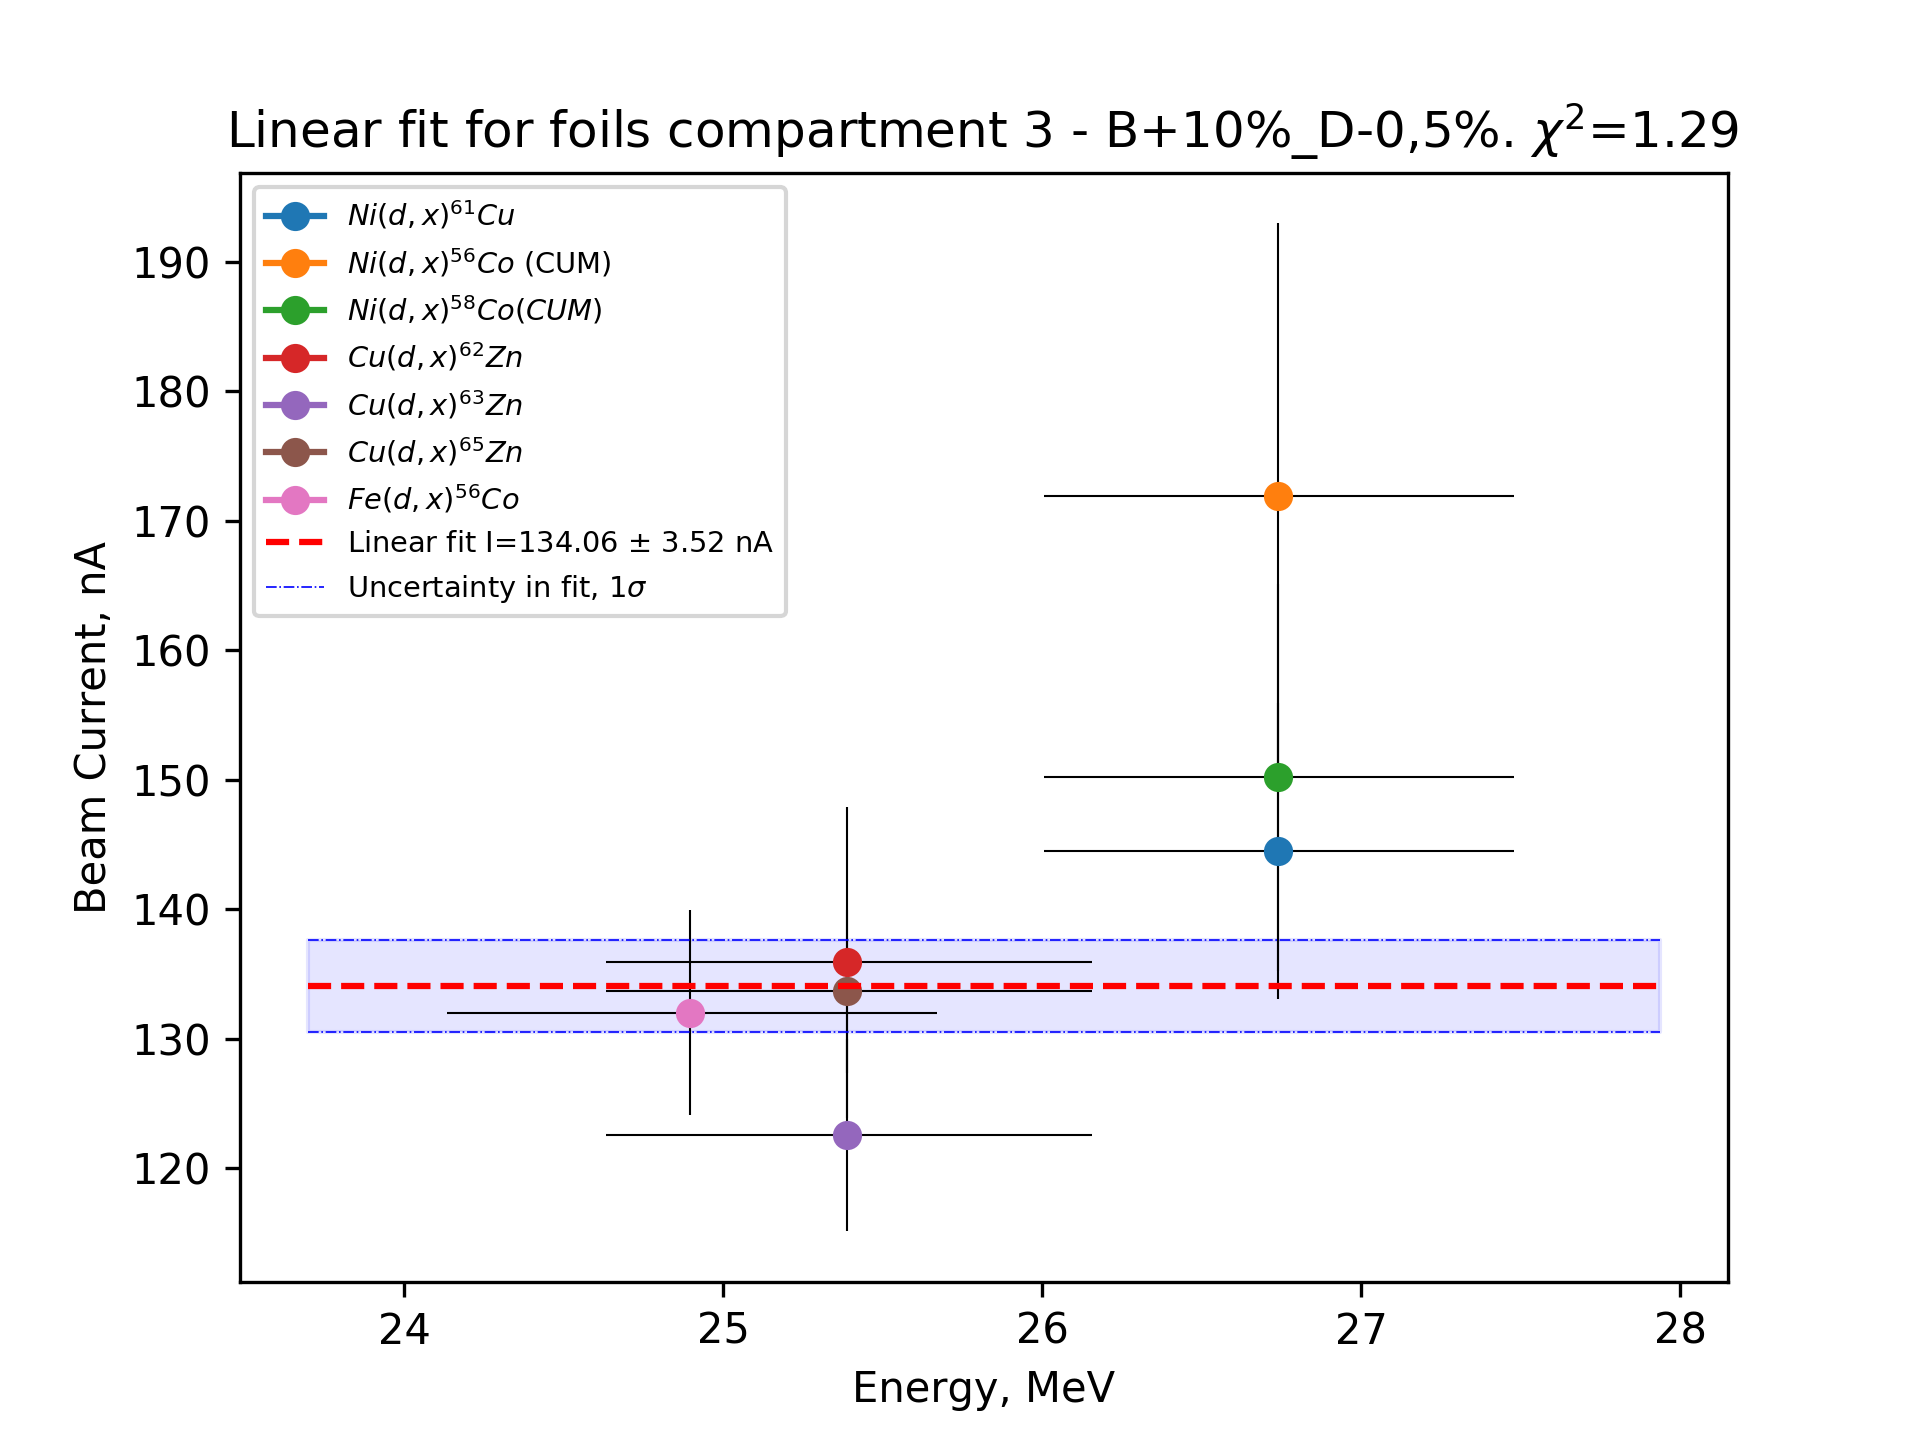 Linear fit for foils compartment 3 - B+10%_D-0,5%. χ²=1.29
Ni(d, x)⁶¹Cu
Ni(d, x)⁵⁶Co (CUM)
Ni(d, x)⁵⁸Co(CUM)
Cu(d, x)⁶²Zn
Cu(d, x)⁶³Zn
Cu(d, x)⁶⁵Zn
Fe(d, x)⁵⁶Co
Linear fit I=134.06 ± 3.52 nA
Uncertainty in fit, 1σ
Beam Current, nA
190
180
170
160
150
140
130
120
24 25 26 27 28
Energy, MeV